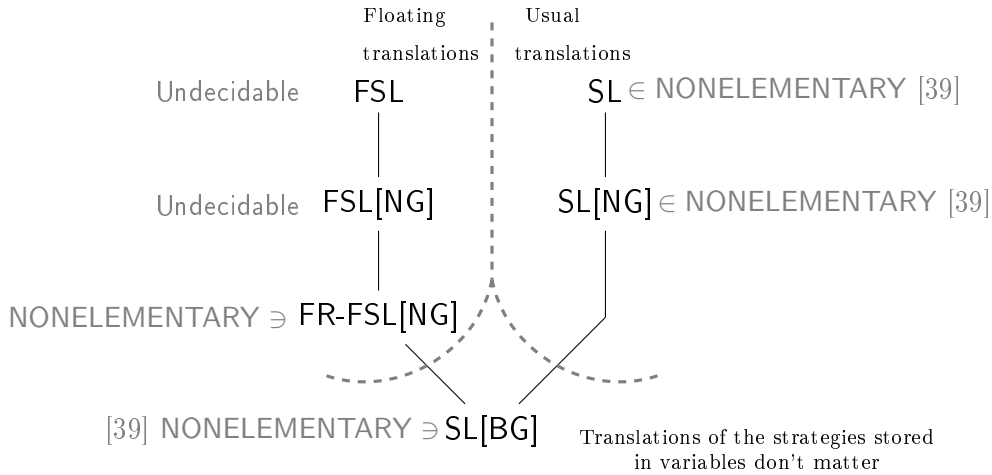 Floating Usual
translations translations
Undecidable FSL SL ∈ NONELEMENTARY [39]
Undecidable FSL[NG] SL[NG] ∈ NONELEMENTARY [39]
NONELEMENTARY ∋ FR-FSL[NG]
[39] NONELEMENTARY ∋ SL[BG]
Translations of the strategies stored
in variables don't matter